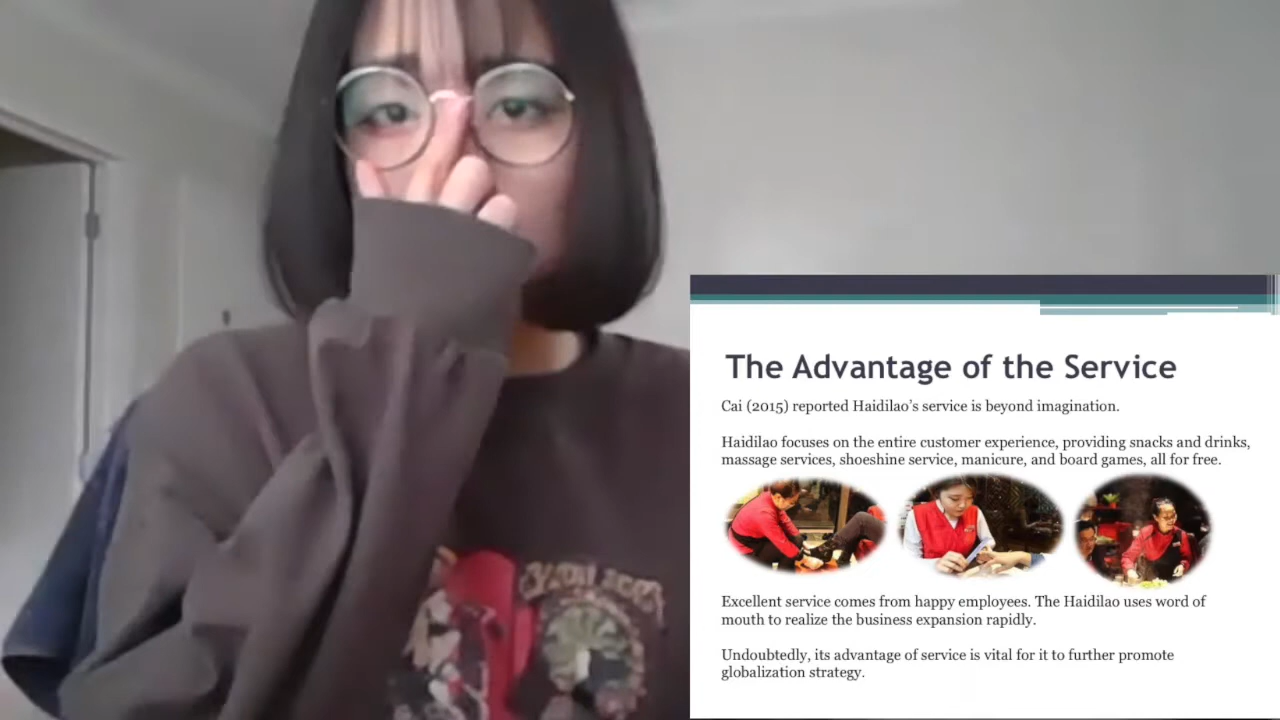 The Advantage of the Service
Cai (2015) reported Haidilao’s service is beyond imagination.
Haidilao focuses on the entire customer experience, providing snacks and drinks,
massage services, shoeshine service, manicure, and board games, all for free.
Excellent service comes from happy employees. The Haidilao uses word of
mouth to realize the business expansion rapidly.
Undoubtedly, its advantage of service is vital for it to further promote
globalization strategy.